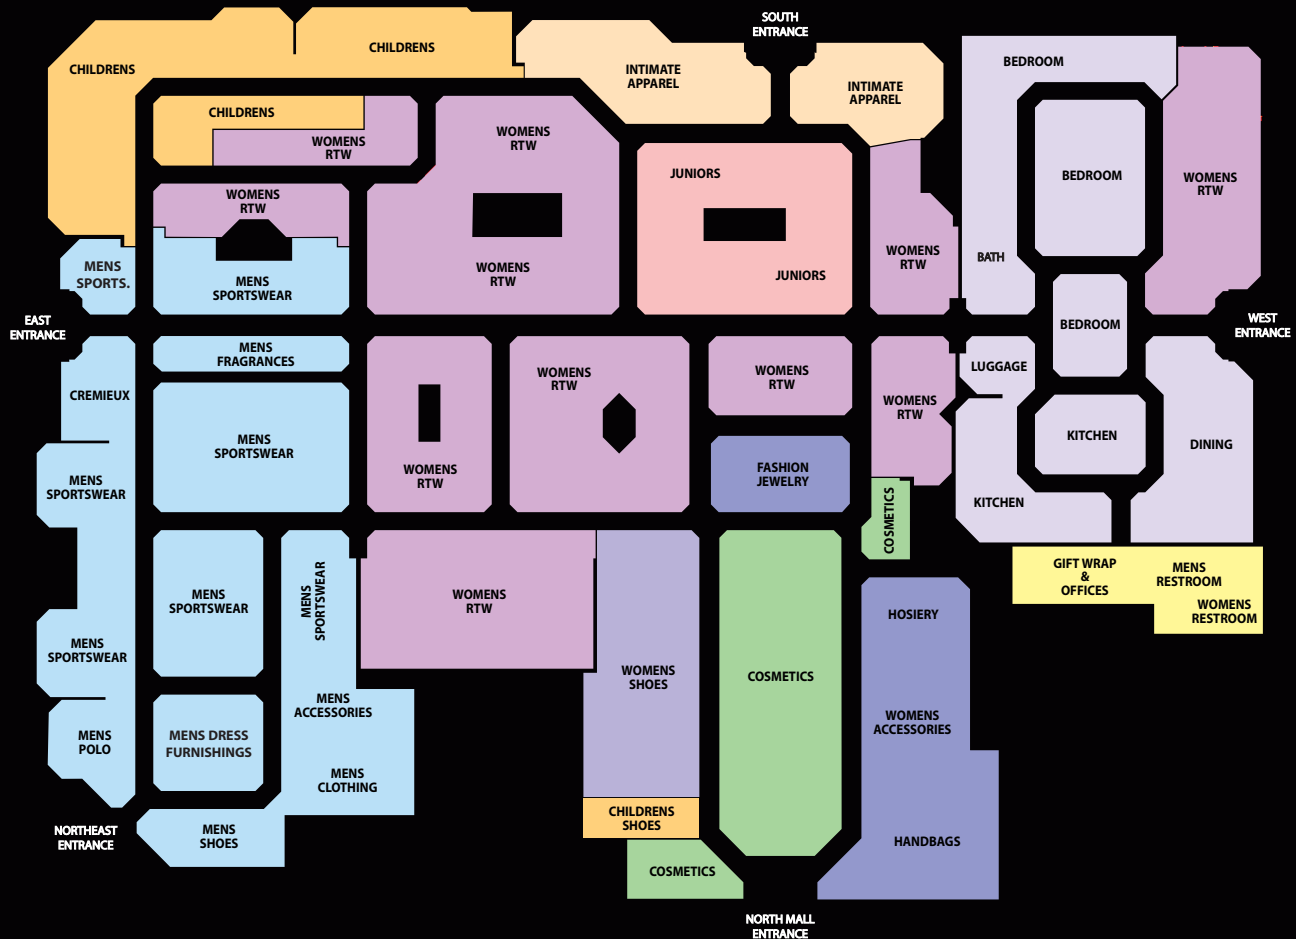 SOUTH
ENTRANCE
CHILDRENS
CHILDRENS
INTIMATE
APPAREL
INTIMATE
APPAREL
BEDROOM
CHILDRENS
WOMENS
RTW
WOMENS
RTW
JUNIORS
BEDROOM
WOMENS
RTW
WOMENS
RTW
MENS
SPORTS.
MENS
SPORTSWEAR
WOMENS
RTW
JUNIORS
WOMENS
RTW
BATH
EAST
ENTRANCE
BEDROOM
WEST
ENTRANCE
MENS
FRAGRANCES
CREMIEUX
WOMENS
RTW
WOMENS
RTW
LUGGAGE
WOMENS
RTW
MENS
SPORTSWEAR
WOMENS
RTW
KITCHEN
DINING
MENS
SPORTSWEAR
FASHION
JEWELRY
COSMETICS
KITCHEN
MENS
SPORTSWEAR
MENS
SPORTSWEAR
WOMENS
RTW
GIFT WRAP
&
OFFICES
MENS
RESTROOM
WOMENS
RESTROOM
HOSIERY
MENS
SPORTSWEAR
WOMENS
SHOES
COSMETICS
MENS
ACCESSORIES
WOMENS
ACCESSORIES
MENS
POLO
MENS DRESS
FURNISHINGS
MENS
CLOTHING
CHILDRENS
SHOES
NORTHEAST
ENTRANCE
MENS
SHOES
HANDBAGS
COSMETICS
NORTH MALL
ENTRANCE